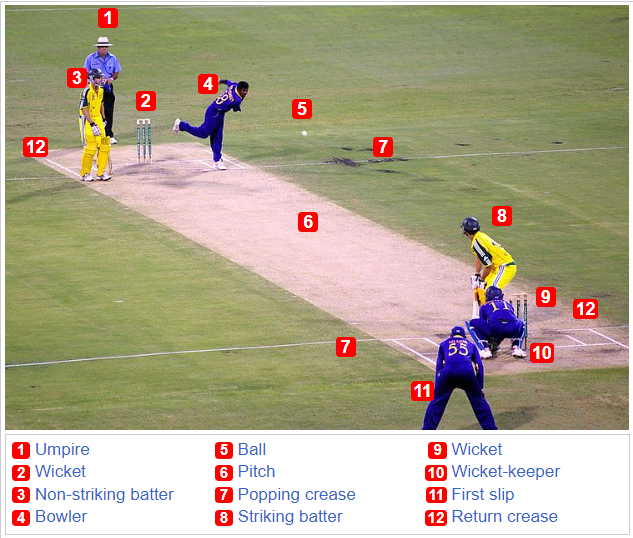 1
3
2
4
5
12
7
6
8
9
12
7
10
11
55
1 Umpire
2 Wicket
3 Non-striking batter
4 Bowler
5 Ball
6 Pitch
7 Popping crease
8 Striking batter
9 Wicket
10 Wicket-keeper
11 First slip
12 Return crease